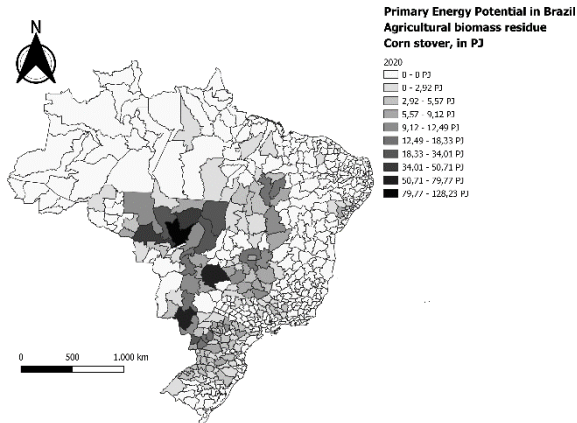 Primary Energy Potential in Brazil
Agricultural biomass residue
Corn stover, in PJ
N
2020
0 - 0 PJ
0 - 2,92 PJ
2,92 - 5,57 PJ
5,57 - 9,12 PJ
9,12 - 12,49 PJ
12,49 - 18,33 PJ
18,33 - 34,01 PJ
34,01 - 50,71 PJ
50,71 - 79,77 PJ
79,77 - 128,23 PJ
0 500 1.000 km